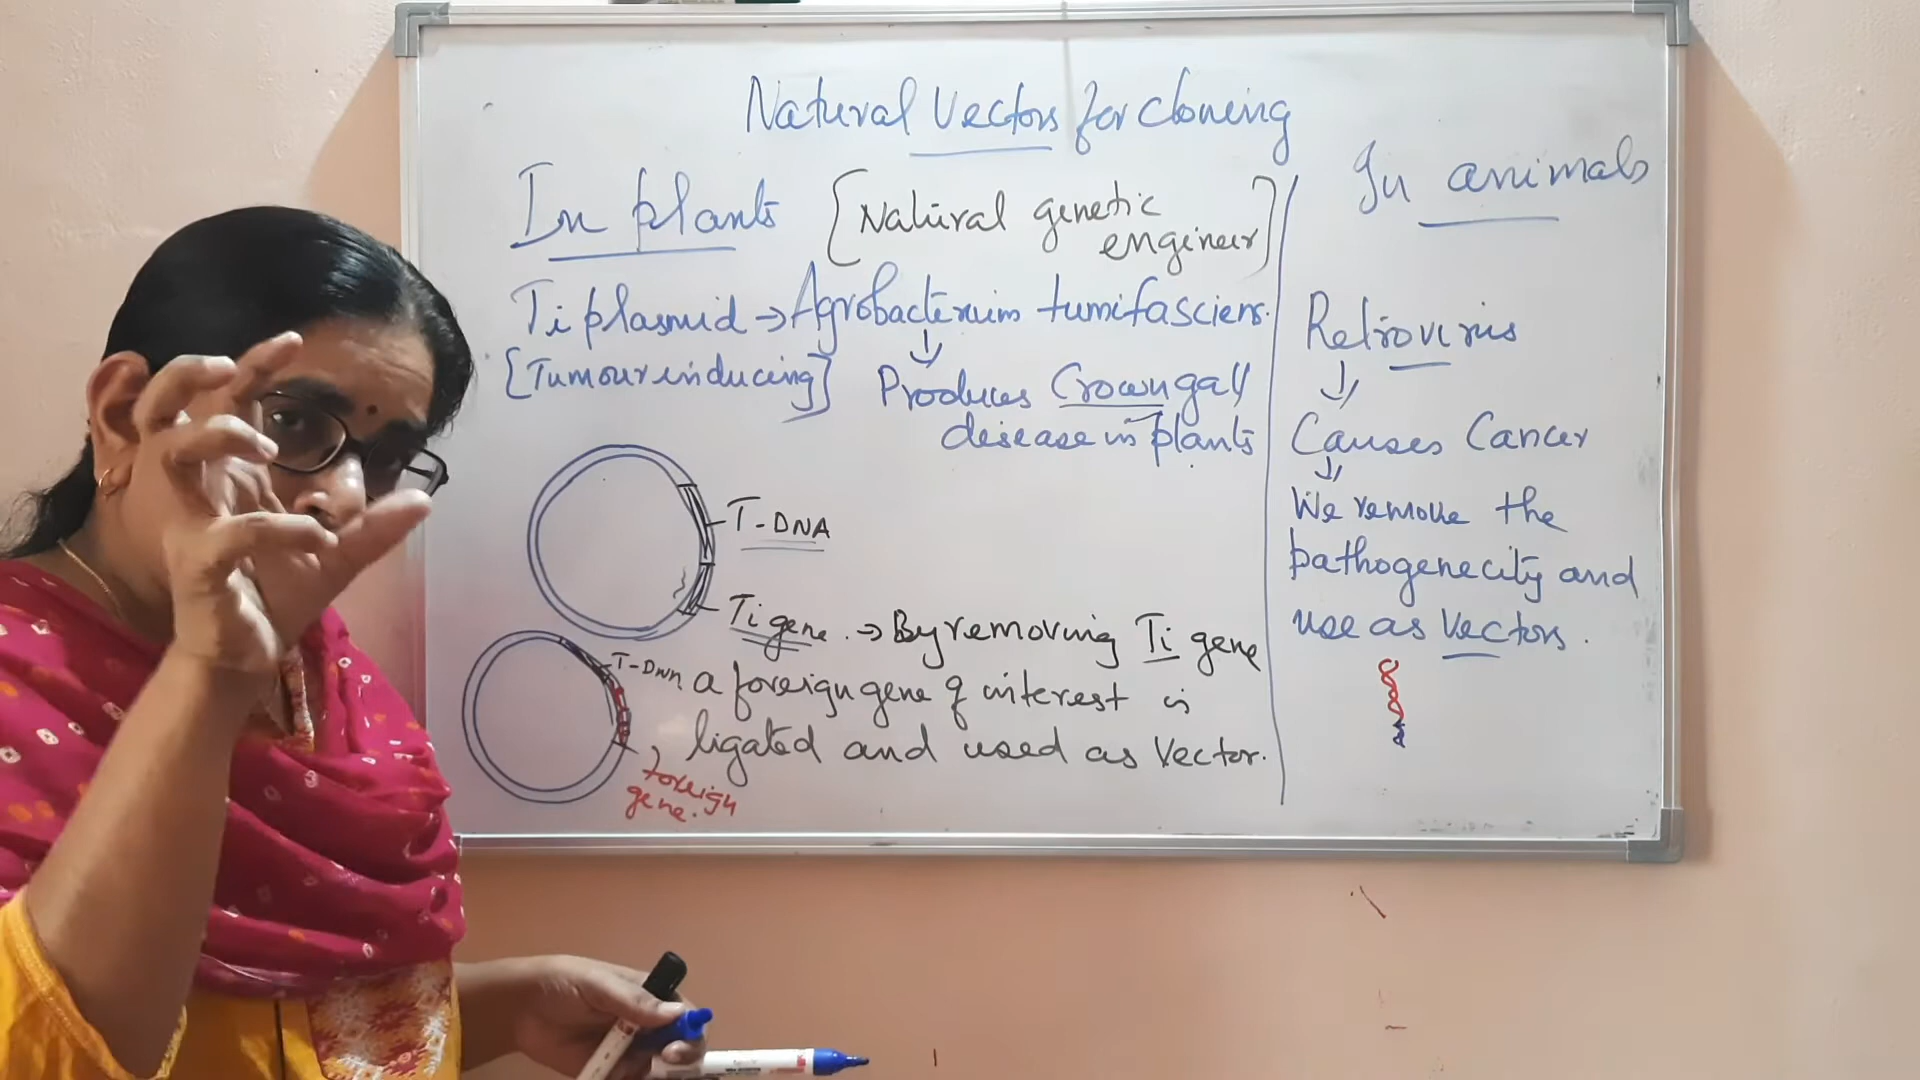 Natural Vectors for cloning
In plants [Natural genetic
engineer]
Ti plasmid → Agrobacterium tumifasciens.
[Tumour inducing]
Produces Crown gall
disease in plants
T-DNA
Ti gene. → By removing Ti gene
T-DNA a foreign gene of interest is
ligated and used as Vector.
foreign
gene.
In animals
Retrovirus
Causes Cancer
We remove the
pathogenecity and
use as Vectors.